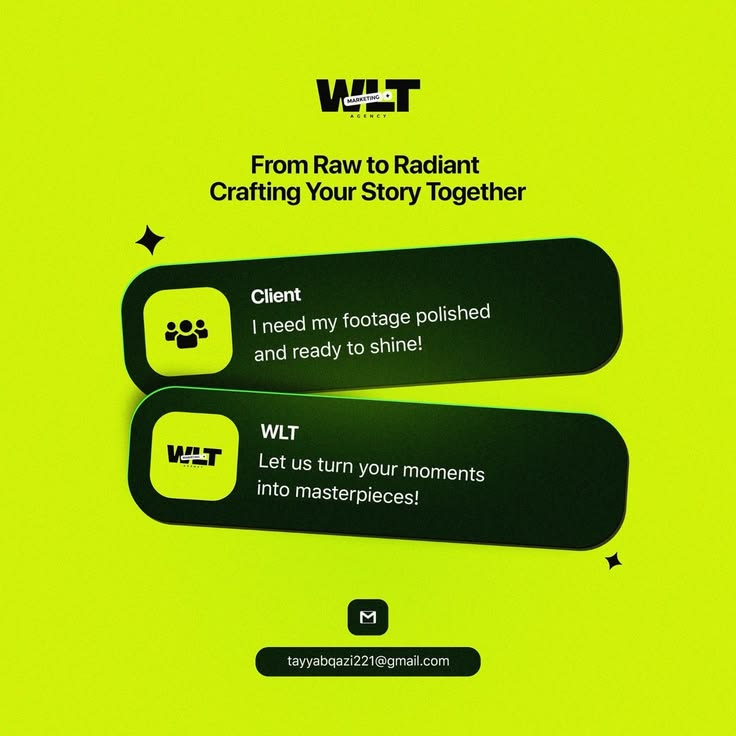 WLT
MARKETING
AGENCY
From Raw to Radiant
Crafting Your Story Together
Client
I need my footage polished
and ready to shine!
WLT
WLT
Let us turn your moments
into masterpieces!
tayyabqazi221@gmail.com